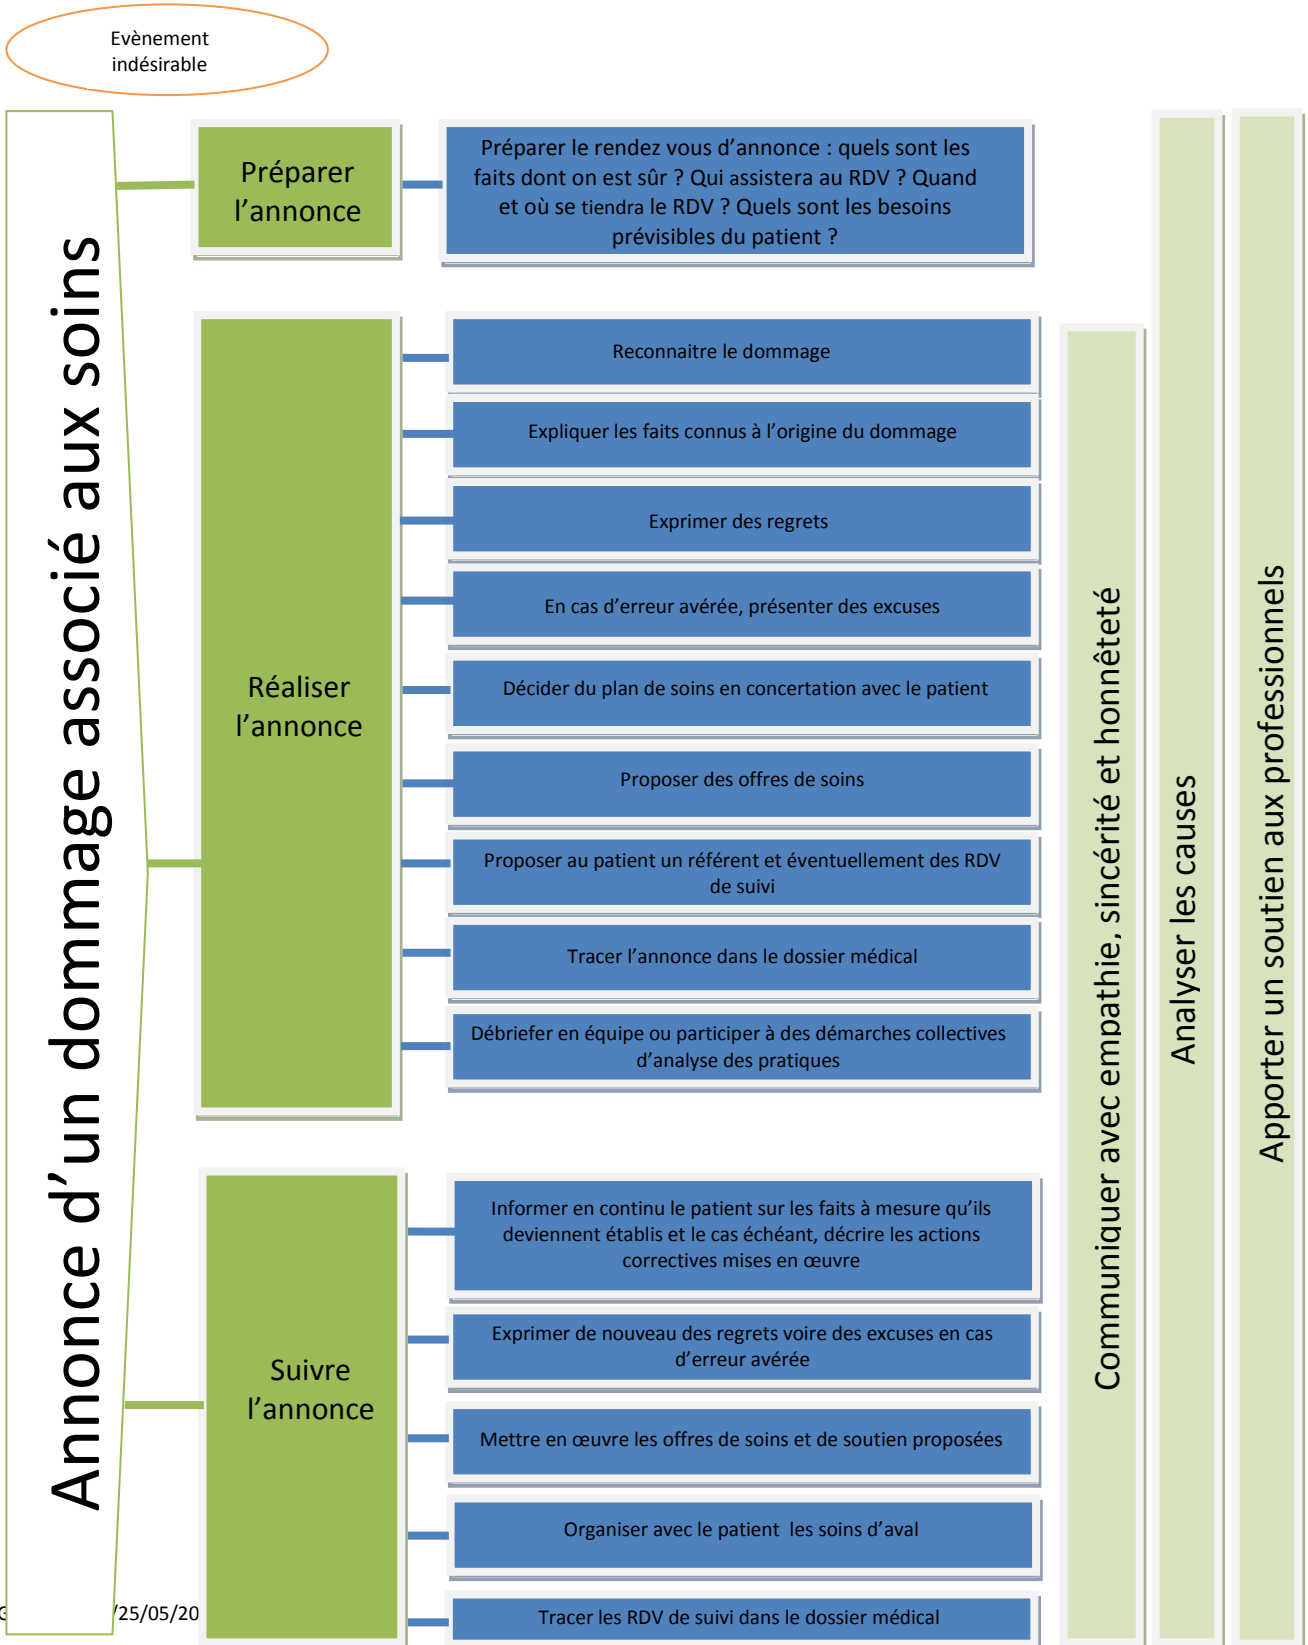 Evènement
indésirable
Annonce d'un dommage associé aux soins
Préparer
l'annonce
Préparer le rendez vous d'annonce : quels sont les
faits dont on est sûr ? Qui assistera au RDV ? Quand
et où se tiendra le RDV ? Quels sont les besoins
prévisibles du patient ?
Réaliser
l'annonce
Reconnaitre le dommage
Expliquer les faits connus à l'origine du dommage
Exprimer des regrets
En cas d'erreur avérée, présenter des excuses
Décider du plan de soins en concertation avec le patient
Proposer des offres de soins
Proposer au patient un référent et éventuellement des RDV
de suivi
Tracer l'annonce dans le dossier médical
Débriefer en équipe ou participer à des démarches collectives
d'analyse des pratiques
Suivre
l'annonce
Informer en continu le patient sur les faits à mesure qu'ils
deviennent établis et le cas échéant, décrire les actions
correctives mises en œuvre
Exprimer de nouveau des regrets voire des excuses en cas
d'erreur avérée
Mettre en œuvre les offres de soins et de soutien proposées
Organiser avec le patient les soins d'aval
Tracer les RDV de suivi dans le dossier médical
Communiquer avec empathie, sincérité et honnêteté
Analyser les causes
Apporter un soutien aux professionnels
/25/05/20